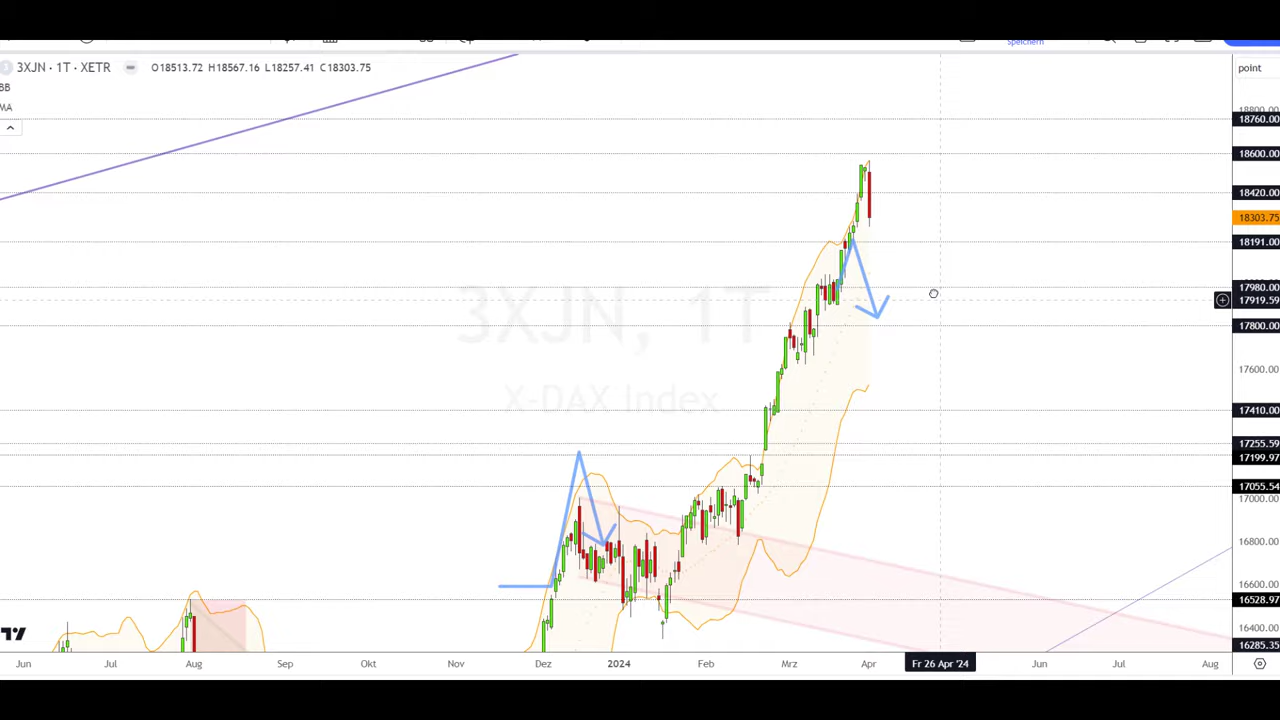 Speichern
3XJN · 1T · XETR O18513.72 H18567.16 L18257.41 C18303.75
point
BB
MA
18800.00
18760.00
18600.00
18420.00
18303.75
18191.00
17980.00
17919.59
17800.00
17600.00
17410.00
17255.59
17199.97
17055.54
17000.00
16800.00
16600.00
16528.97
16400.00
16285.35
3XJN, 1T
X-DAX Index
Jun Jul Aug Sep Okt Nov Dez 2024 Feb Mrz Apr Fr 26 Apr '24 Jun Jul Aug